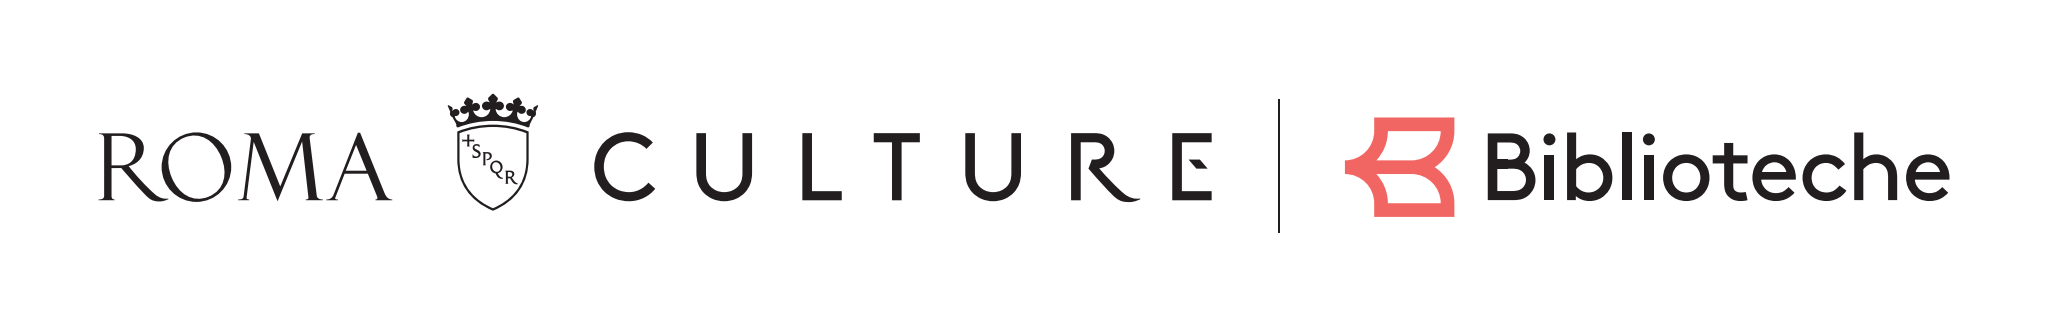 ROMA +SPQR CULTURE | Biblioteche